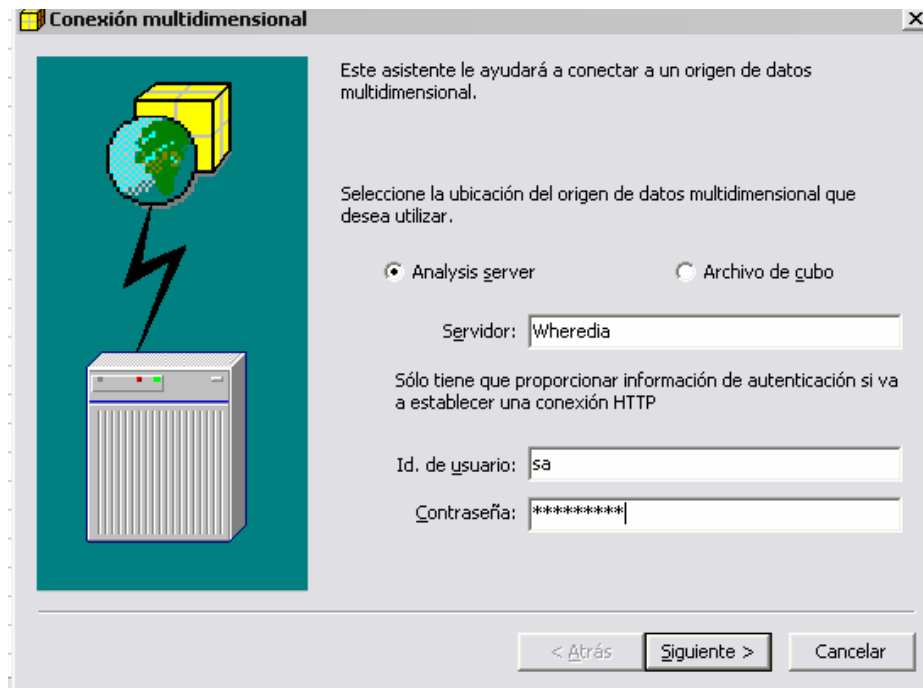 Conexión multidimensional
Este asistente le ayudará a conectar a un origen de datos
multidimensional.
Seleccione la ubicación del origen de datos multidimensional que
desea utilizar.
Analysis server
Archivo de cubo
Servidor: Wheredia
Sólo tiene que proporcionar información de autenticación si va
a establecer una conexión HTTP
Id. de usuario: sa
Contraseña: *********
< Atrás
Siguiente >
Cancelar